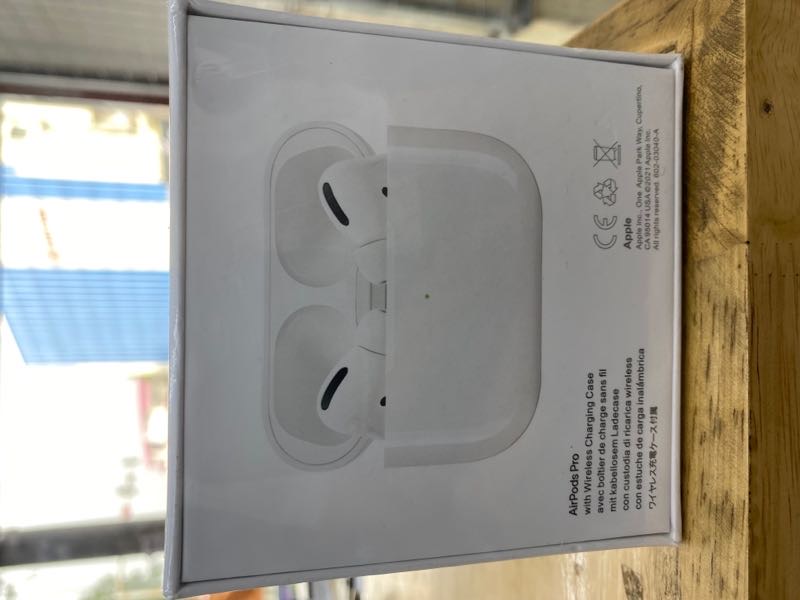 AirPods Pro
with Wireless Charging Case
avec boîtier de charge sans fil
mit kabellosem Ladecase
con custodia di ricarica wireless
con estuche de carga inalámbrica
ワイヤレス充電ケース付属
CE
Apple
Apple Inc., One Apple Park Way, Cupertino,
CA 95014 USA ©2021 Apple Inc.
All rights reserved. 602-03040-A